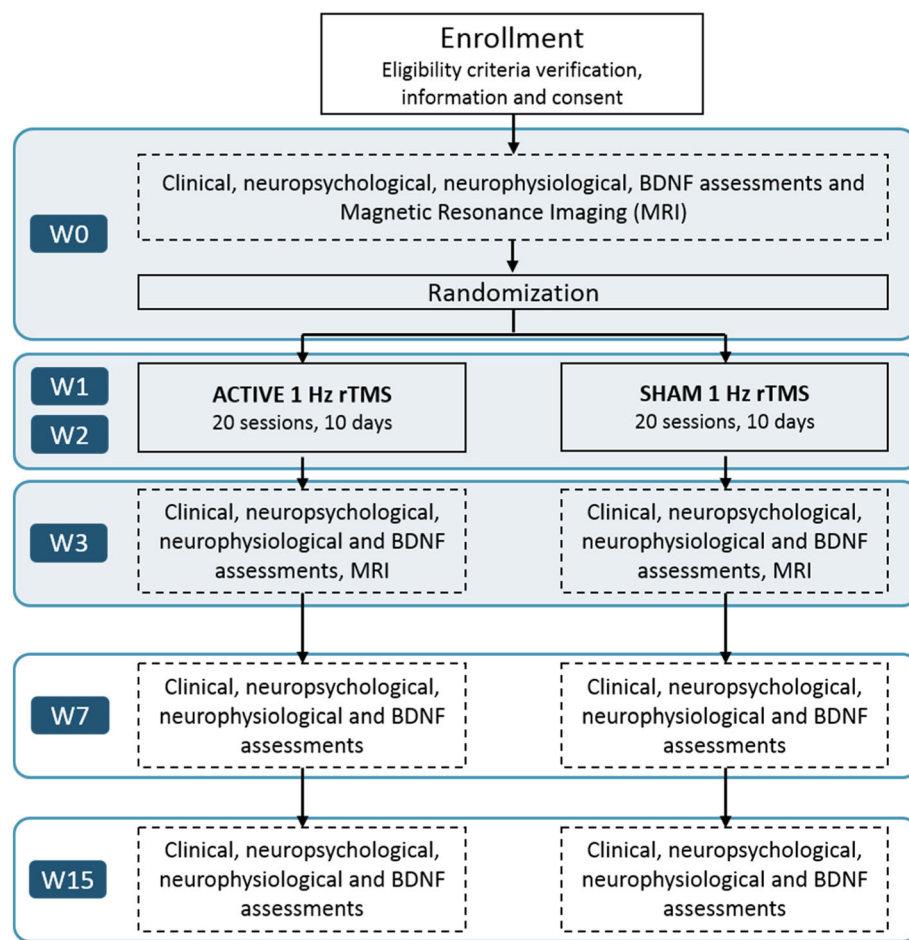 Enrollment
Eligibility criteria verification,
information and consent
W0
Clinical, neuropsychological, neurophysiological, BDNF assessments and
Magnetic Resonance Imaging (MRI)
Randomization
W1
W2
ACTIVE 1 Hz rTMS
20 sessions, 10 days
SHAM 1 Hz rTMS
20 sessions, 10 days
W3
Clinical, neuropsychological,
neurophysiological and BDNF
assessments, MRI
Clinical, neuropsychological,
neurophysiological and BDNF
assessments, MRI
W7
Clinical, neuropsychological,
neurophysiological and BDNF
assessments
Clinical, neuropsychological,
neurophysiological and BDNF
assessments
W15
Clinical, neuropsychological,
neurophysiological and BDNF
assessments
Clinical, neuropsychological,
neurophysiological and BDNF
assessments